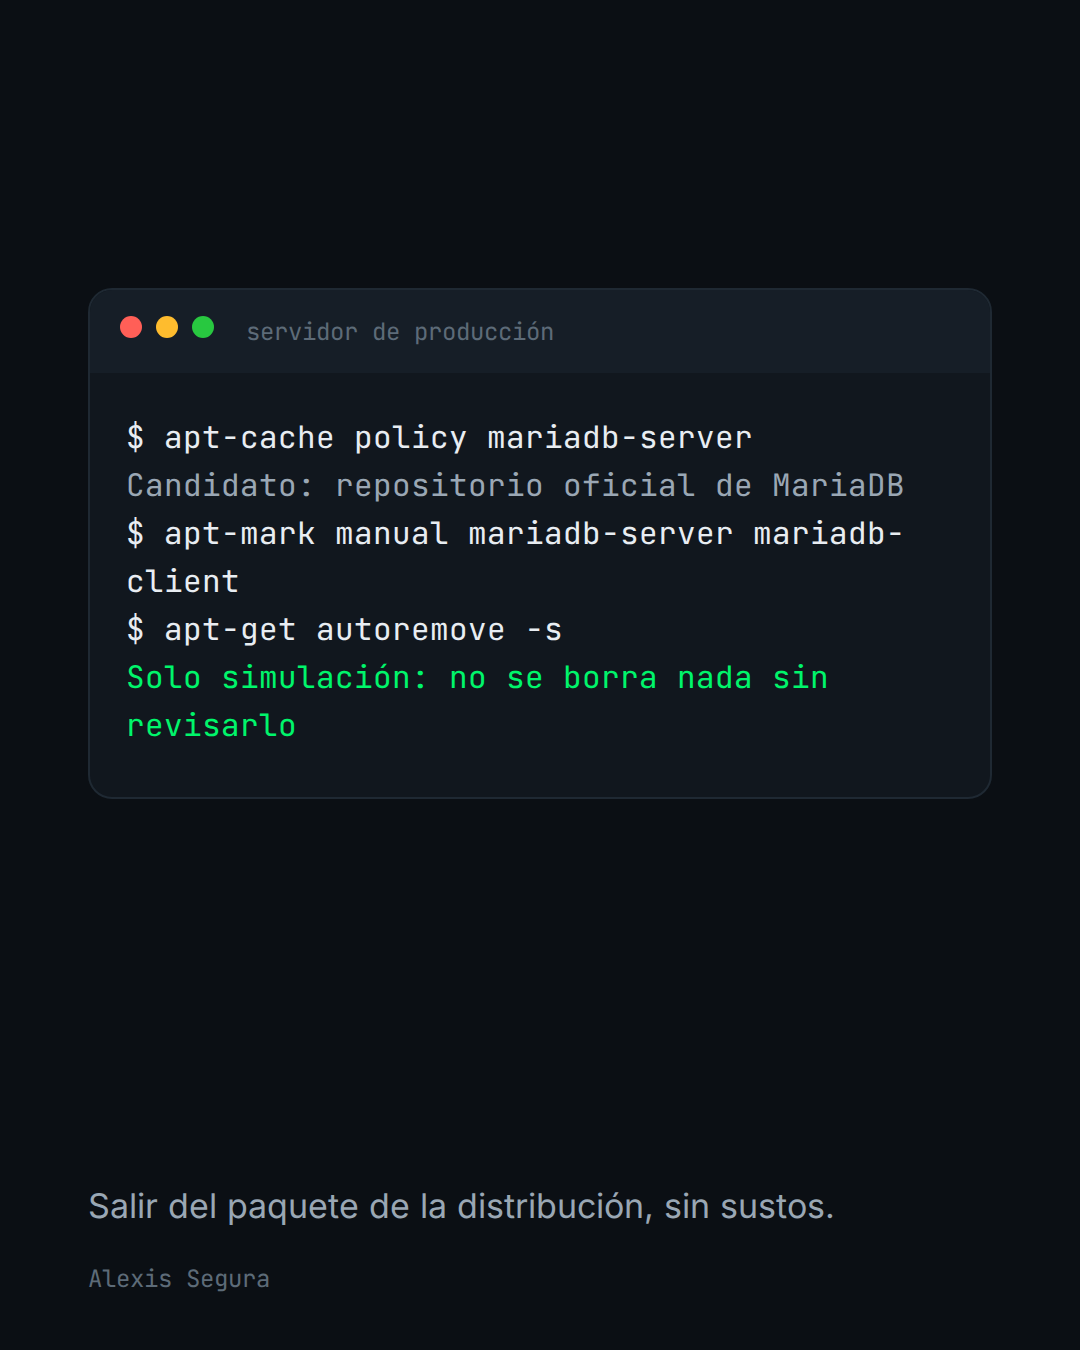 servidor de producción
$ apt-cache policy mariadb-server
Candidato: repositorio oficial de MariaDB
$ apt-mark manual mariadb-server mariadb-
client
$ apt-get autoremove -s
Solo simulación: no se borra nada sin
revisarlo
Salir del paquete de la distribución, sin sustos.
Alexis Segura